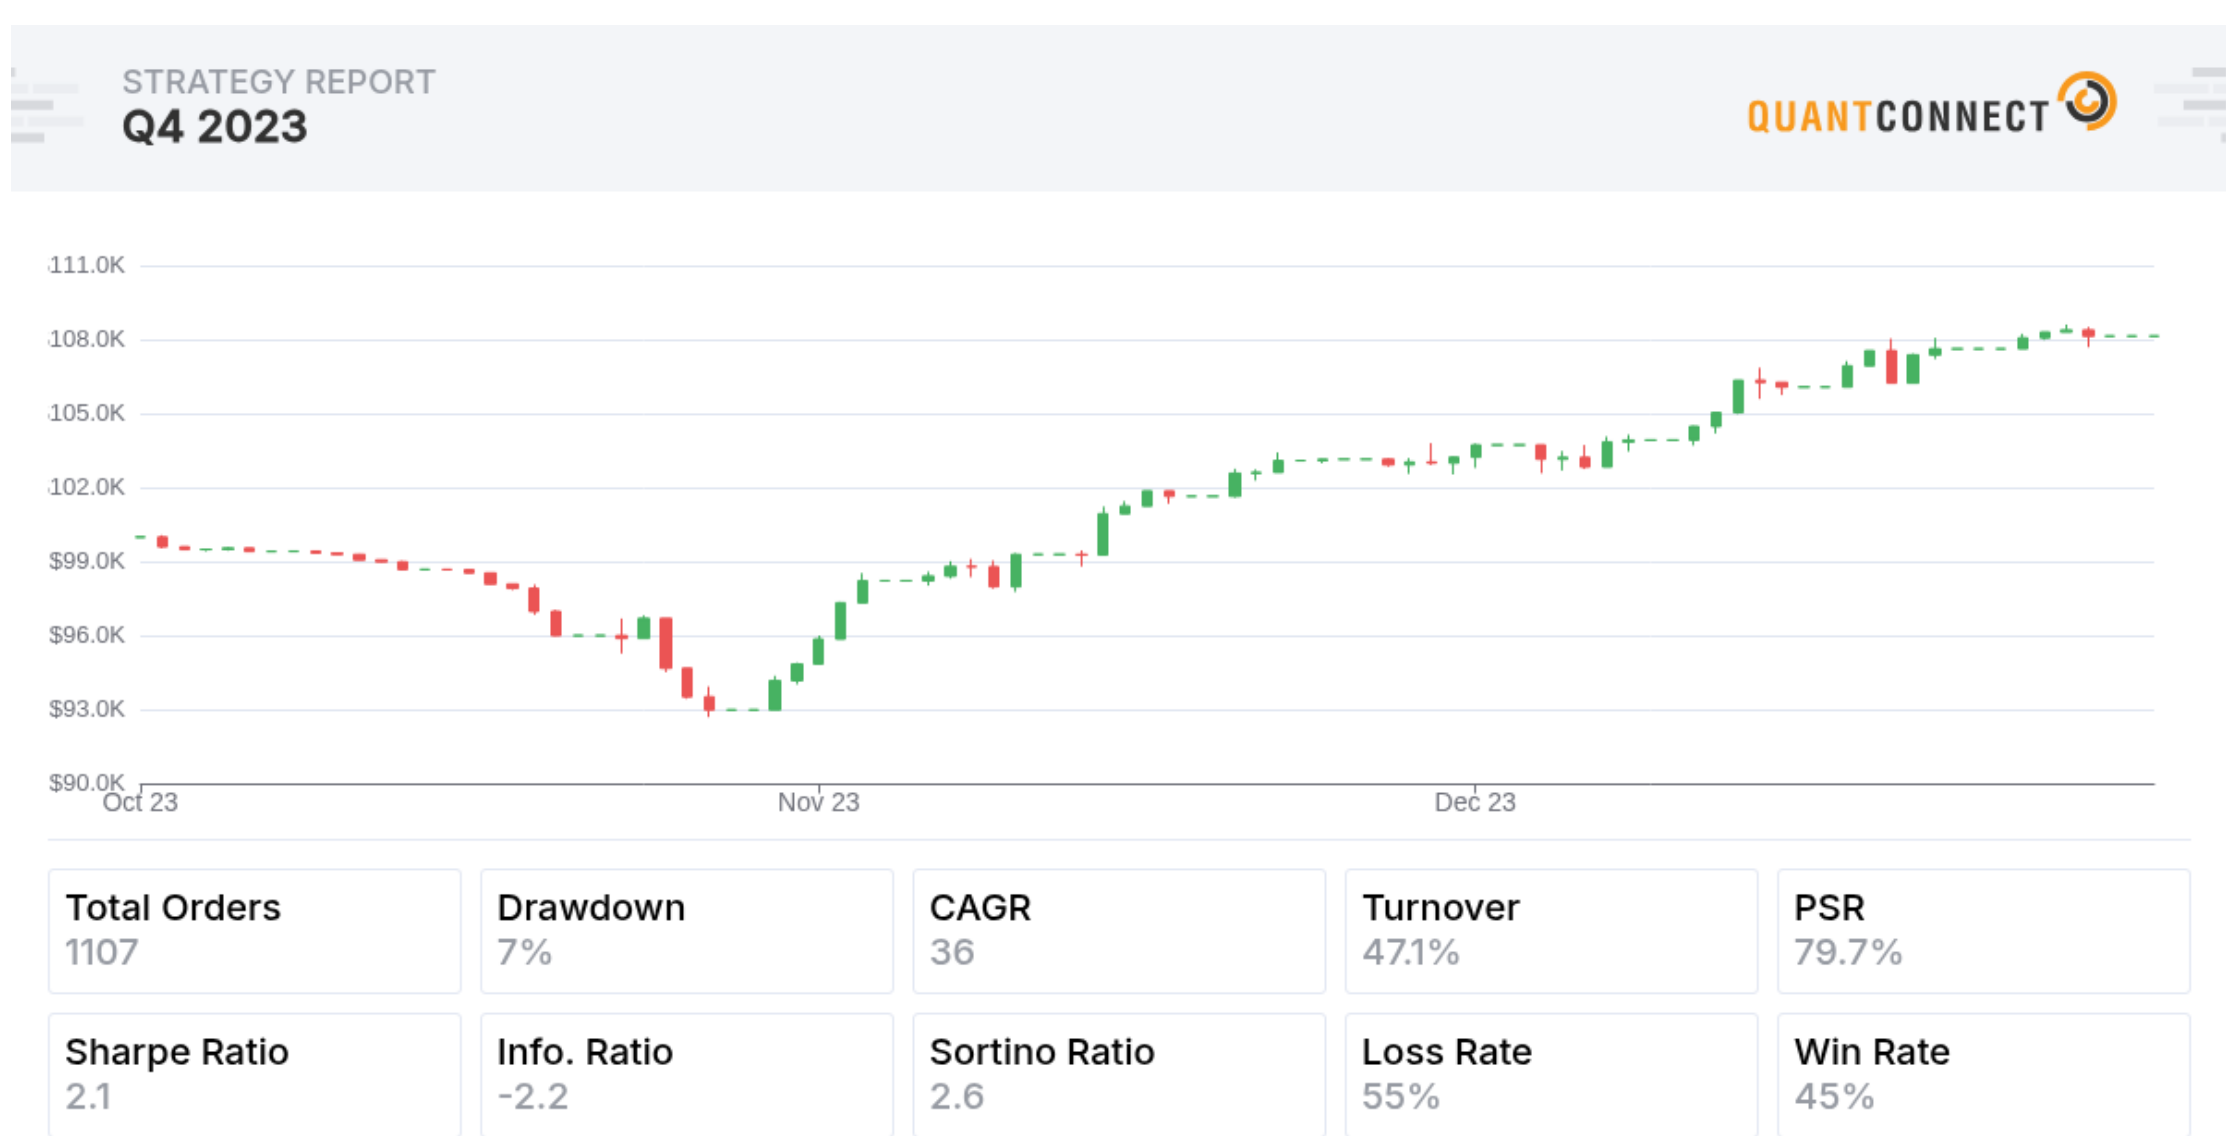 STRATEGY REPORT
Q4 2023
QUANTCONNECT
111.0K
108.0K
105.0K
102.0K
$99.0K
$96.0K
$93.0K
$90.0K
Oct 23 Nov 23 Dec 23
Total Orders Drawdown CAGR Turnover PSR
1107 7% 36 47.1% 79.7%
Sharpe Ratio Info. Ratio Sortino Ratio Loss Rate Win Rate
2.1 -2.2 2.6 55% 45%